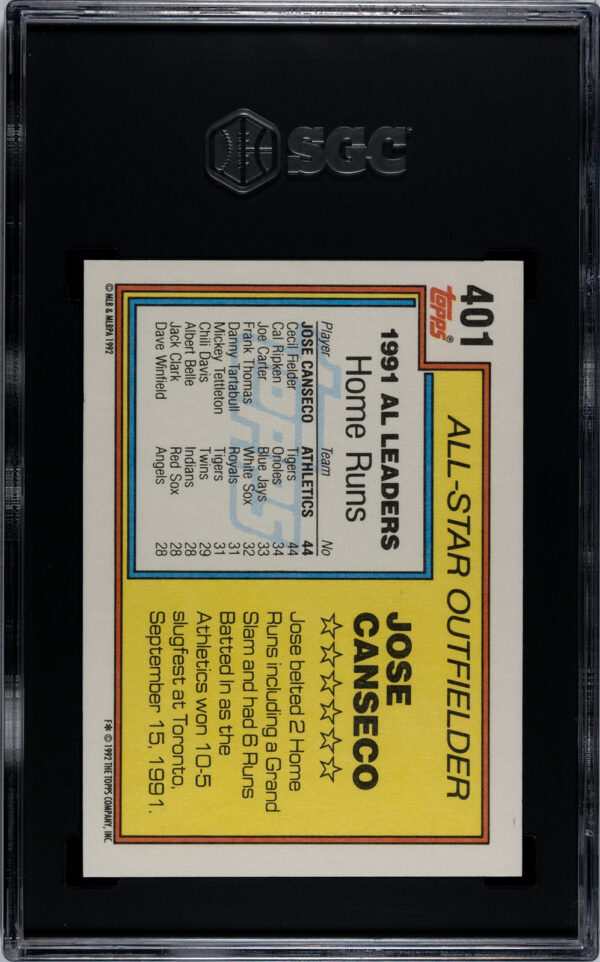 SGC
401
TOPPS®
ALL-STAR OUTFIELDER
1991 AL LEADERS
Home Runs
Player Team No
JOSE CANSECO ATHLETICS 44
Cecil Fielder Tigers 44
Cal Ripken Orioles 34
Joe Carter Blue Jays 33
Frank Thomas White Sox 32
Danny Tartabull Royals 31
Mickey Tettleton Tigers 31
Chili Davis Twins 29
Albert Belle Indians 28
Jack Clark Red Sox 28
Dave Winfield Angels 28
TOPPS
JOSE
CANSECO
☆☆☆☆☆☆
Jose belted 2 Home
Runs including a Grand
Slam and had 6 Runs
Batted In as the
Athletics won 10-5
slugfest at Toronto,
September 15, 1991.
© MLB & MLBPA 1992
F* © 1992 THE TOPPS COMPANY, INC.